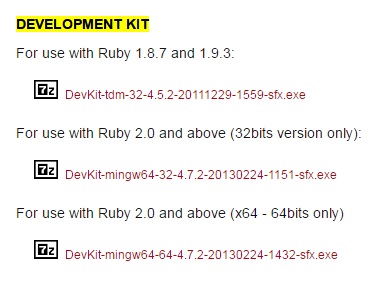 DEVELOPMENT KIT
For use with Ruby 1.8.7 and 1.9.3:
7z DevKit-tdm-32-4.5.2-20111229-1559-sfx.exe
For use with Ruby 2.0 and above (32bits version only):
7z DevKit-mingw64-32-4.7.2-20130224-1151-sfx.exe
For use with Ruby 2.0 and above (x64 - 64bits only)
7z DevKit-mingw64-64-4.7.2-20130224-1432-sfx.exe